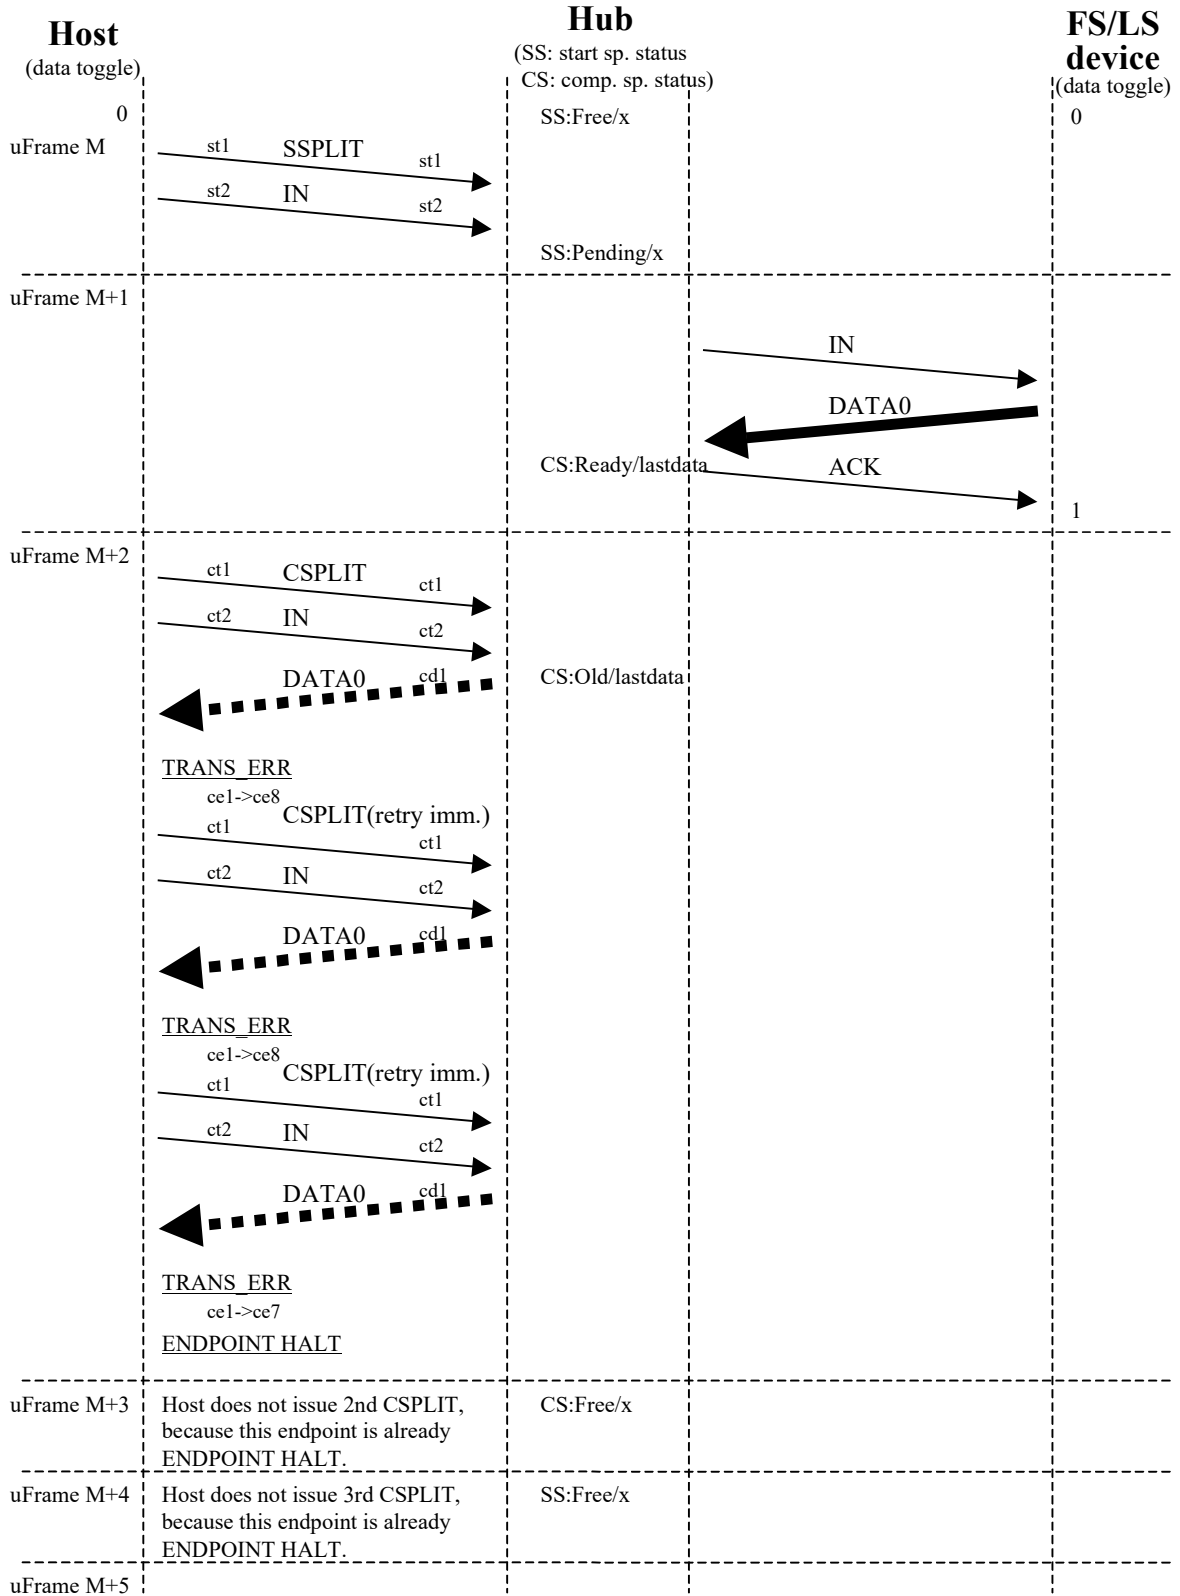 Host
(data toggle)
Hub
(SS: start sp. status
CS: comp. sp. status)
FS/LS
device
(data toggle)
0
SS:Free/x
0
uFrame M
st1
SSPLIT
st1
st2
IN
st2
SS:Pending/x
uFrame M+1
IN
DATA0
CS:Ready/lastdata
ACK
1
uFrame M+2
ct1
CSPLIT
ct1
ct2
IN
ct2
DATA0
cd1
CS:Old/lastdata
TRANS_ERR
ce1->ce8
CSPLIT(retry imm.)
ct1
ct1
ct2
IN
ct2
DATA0
cd1
TRANS_ERR
ce1->ce8
CSPLIT(retry imm.)
ct1
ct1
ct2
IN
ct2
DATA0
cd1
TRANS_ERR
ce1->ce7
ENDPOINT HALT
uFrame M+3
Host does not issue 2nd CSPLIT,
because this endpoint is already
ENDPOINT HALT.
CS:Free/x
uFrame M+4
Host does not issue 3rd CSPLIT,
because this endpoint is already
ENDPOINT HALT.
SS:Free/x
uFrame M+5